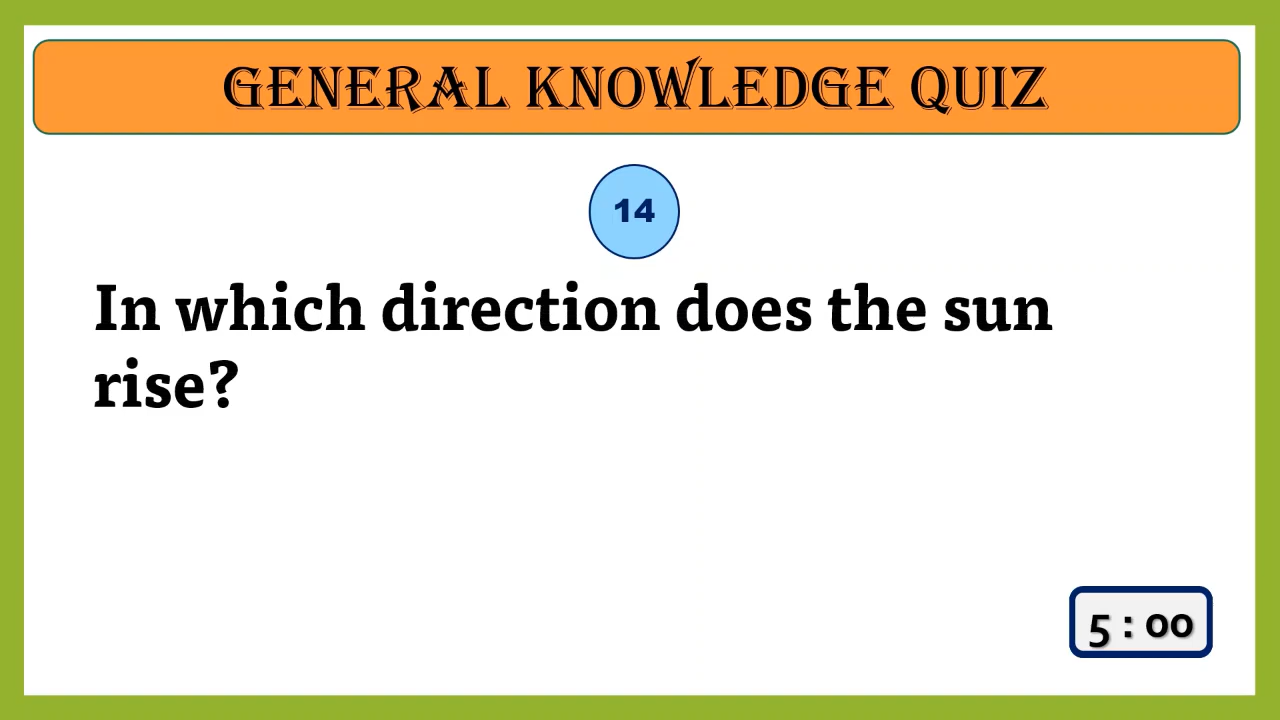 GENERAL KNOWLEDGE QUIZ
14
In which direction does the sun
rise?
5 : 00